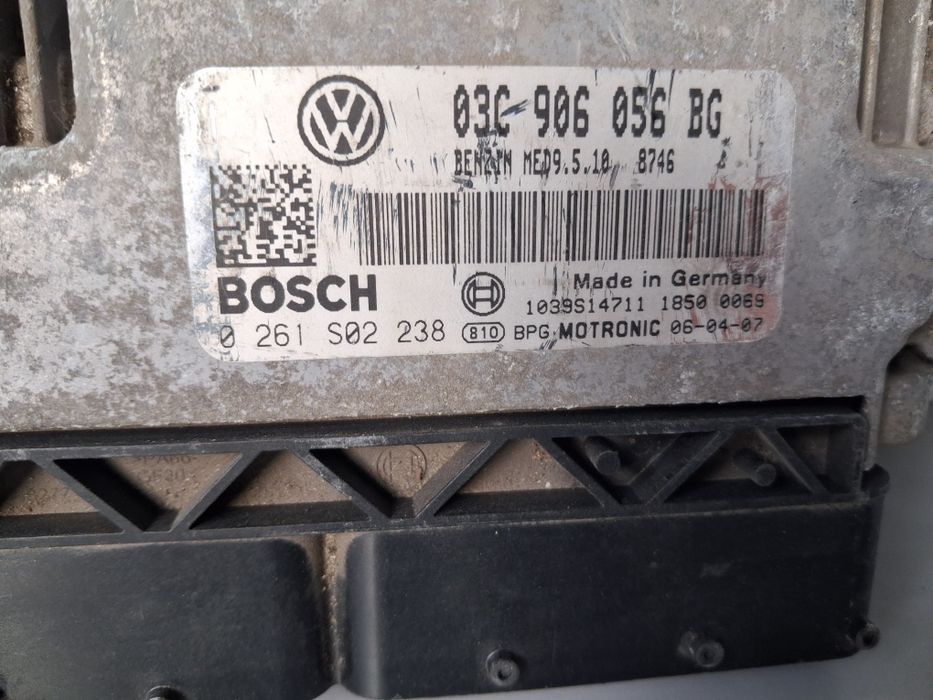 03C 906 056 BG
BENZIN MED9.5.10 8746
BOSCH
Made in Germany
1039S14711 1850 0069
0 261 S02 238 810 BPG MOTRONIC 06-04-07